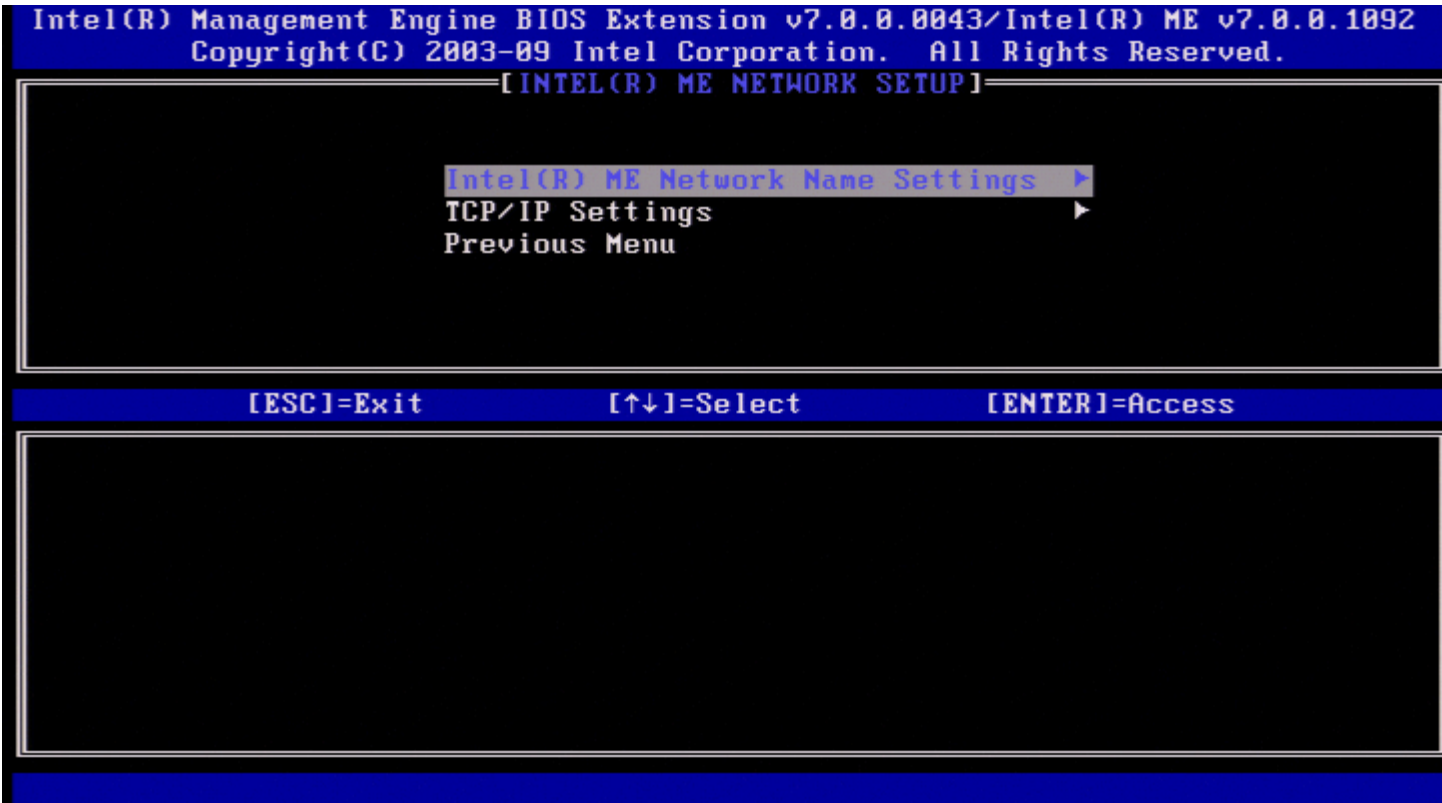 Intel(R) Management Engine BIOS Extension v7.0.0.0043/Intel(R) ME v7.0.0.1092
Copyright(C) 2003-09 Intel Corporation. All Rights Reserved.
[INTEL(R) ME NETWORK SETUP]
Intel(R) ME Network Name Settings ►
TCP/IP Settings ►
Previous Menu
[ESC]=Exit [↑↓]=Select [ENTER]=Access